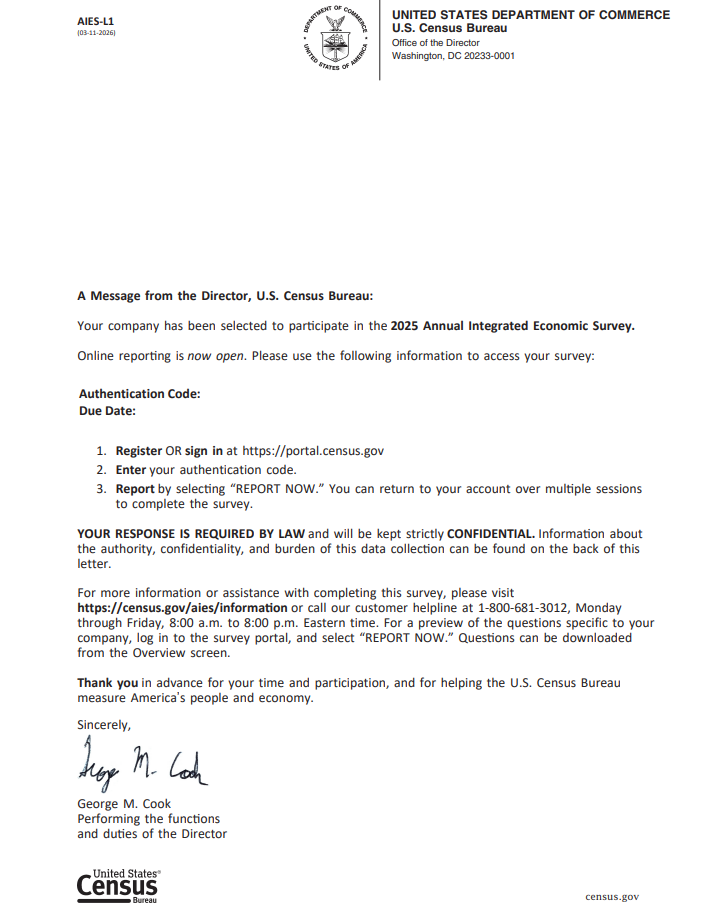 AIES-L1
(03-11-2026)
DEPARTMENT OF COMMERCE
UNITED STATES OF AMERICA
UNITED STATES DEPARTMENT OF COMMERCE
U.S. Census Bureau
Office of the Director
Washington, DC 20233-0001
A Message from the Director, U.S. Census Bureau:
Your company has been selected to participate in the 2025 Annual Integrated Economic Survey.
Online reporting is now open. Please use the following information to access your survey:
Authentication Code:
Due Date:
1. Register OR sign in at https://portal.census.gov
2. Enter your authentication code.
3. Report by selecting “REPORT NOW.” You can return to your account over multiple sessions
to complete the survey.
YOUR RESPONSE IS REQUIRED BY LAW and will be kept strictly CONFIDENTIAL. Information about
the authority, confidentiality, and burden of this data collection can be found on the back of this
letter.
For more information or assistance with completing this survey, please visit
https://census.gov/aies/information or call our customer helpline at 1-800-681-3012, Monday
through Friday, 8:00 a.m. to 8:00 p.m. Eastern time. For a preview of the questions specific to your
company, log in to the survey portal, and select “REPORT NOW.” Questions can be downloaded
from the Overview screen.
Thank you in advance for your time and participation, and for helping the U.S. Census Bureau
measure America's people and economy.
Sincerely,
George M. Cook
George M. Cook
Performing the functions
and duties of the Director
United States®
Census
Bureau
census.gov